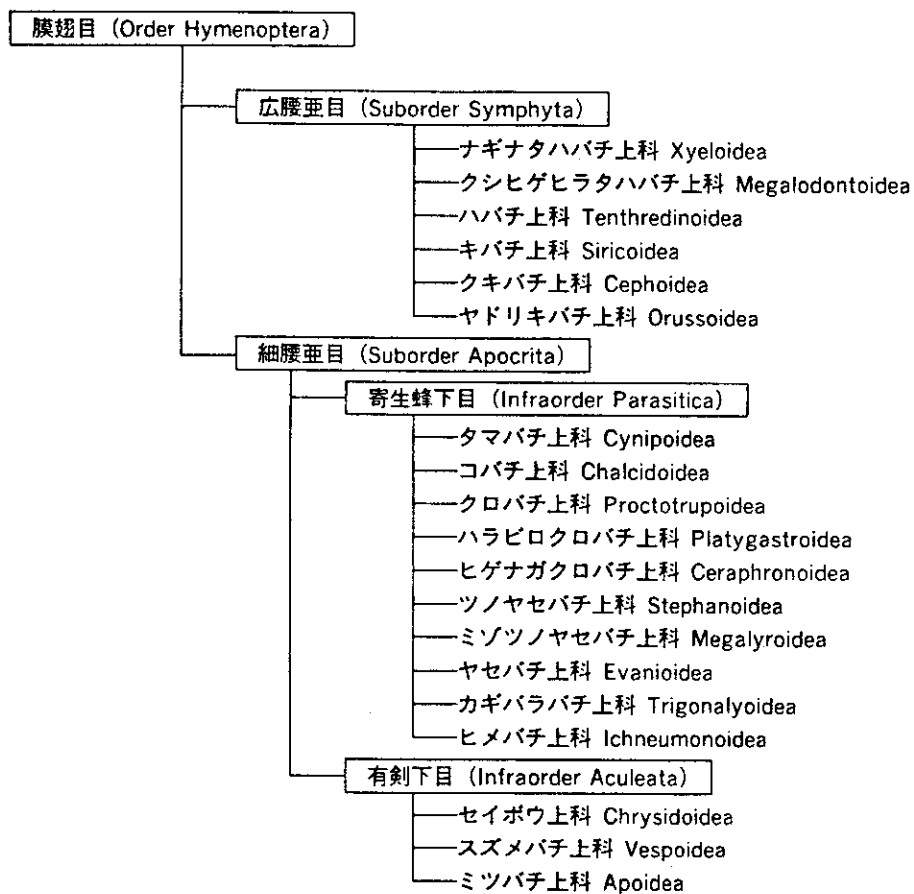 膜翅目 (Order Hymenoptera)
広腰亜目 (Suborder Symphyta)
ナギナタハバチ上科 Xyeloidea
クシヒゲヒラタハバチ上科 Megalodontoidea
ハバチ上科 Tenthredinoidea
キバチ上科 Siricoidea
クキバチ上科 Cephoidea
ヤドリキバチ上科 Orussoidea
細腰亜目 (Suborder Apocrita)
寄生蜂下目 (Infraorder Parasitica)
タマバチ上科 Cynipoidea
コバチ上科 Chalcidoidea
クロバチ上科 Proctotrupoidea
ハラビロクロバチ上科 Platygastroidea
ヒゲナガクロバチ上科 Ceraphronoidea
ツノヤセバチ上科 Stephanoidea
ミゾツノヤセバチ上科 Megalyroidea
ヤセバチ上科 Evanioidea
カギバラバチ上科 Trigonalyoidea
ヒメバチ上科 Ichneumonoidea
有剣下目 (Infraorder Aculeata)
セイボウ上科 Chrysidoidea
スズメバチ上科 Vespoidea
ミツバチ上科 Apoidea